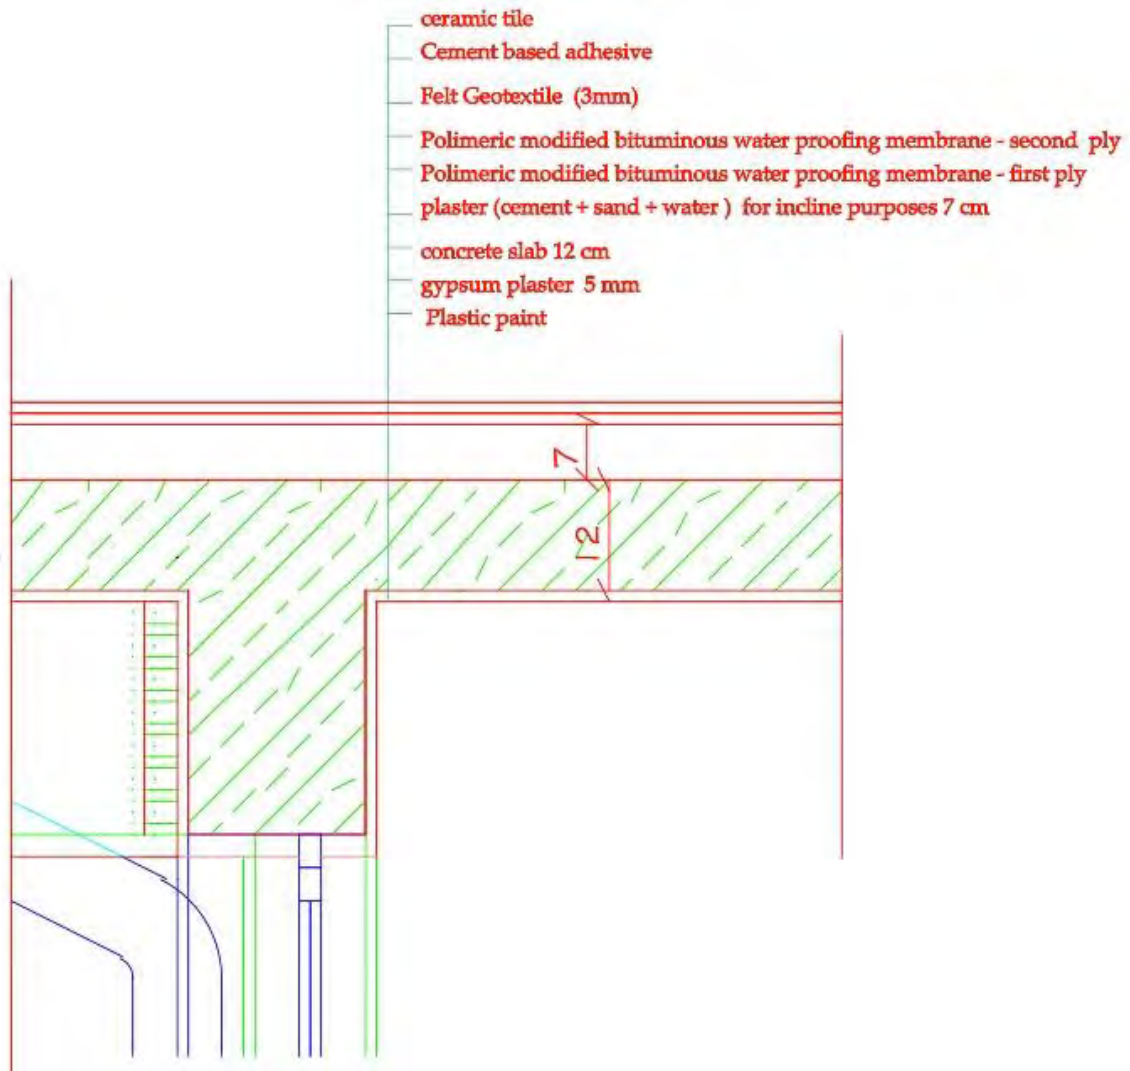 ceramic tile
Cement based adhesive
Felt Geotextile (3mm)
Polimeric modified bituminous water proofing membrane - second ply
Polimeric modified bituminous water proofing membrane - first ply
plaster (cement + sand + water ) for incline purposes 7 cm
concrete slab 12 cm
gypsum plaster 5 mm
Plastic paint
7
12